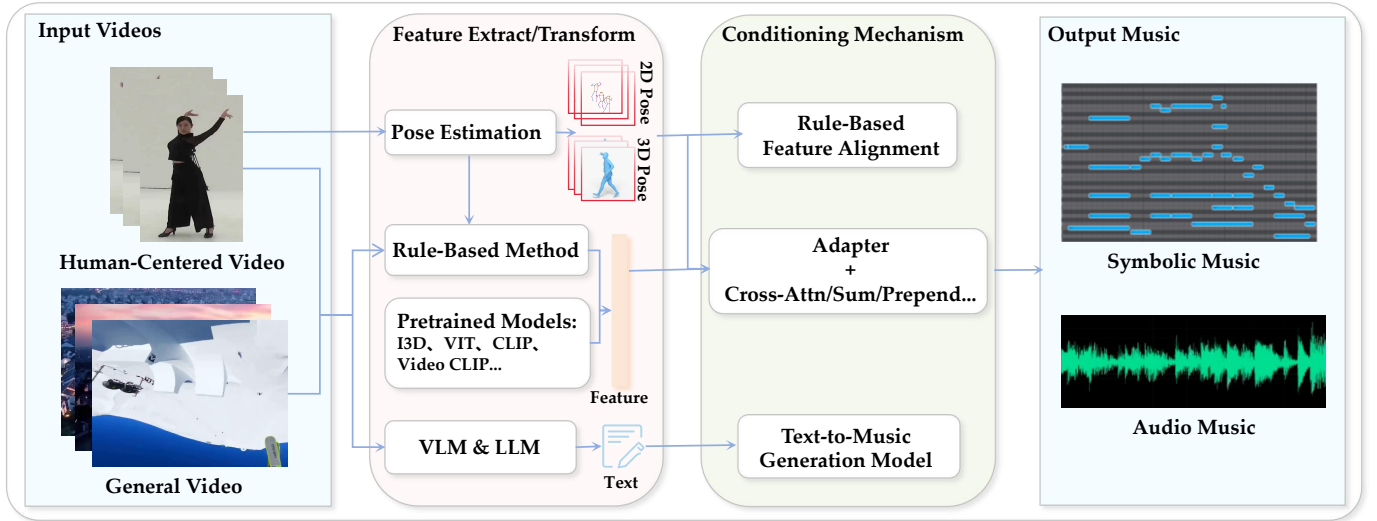 Input Videos
Human-Centered Video
General Video
Feature Extract/Transform
Pose Estimation
2D Pose
3D Pose
Rule-Based Method
Pretrained Models:
I3D、VIT、CLIP、
Video CLIP...
Feature
VLM & LLM
Text
Conditioning Mechanism
Rule-Based
Feature Alignment
Adapter
+
Cross-Attn/Sum/Prepend...
Text-to-Music
Generation Model
Output Music
Symbolic Music
Audio Music